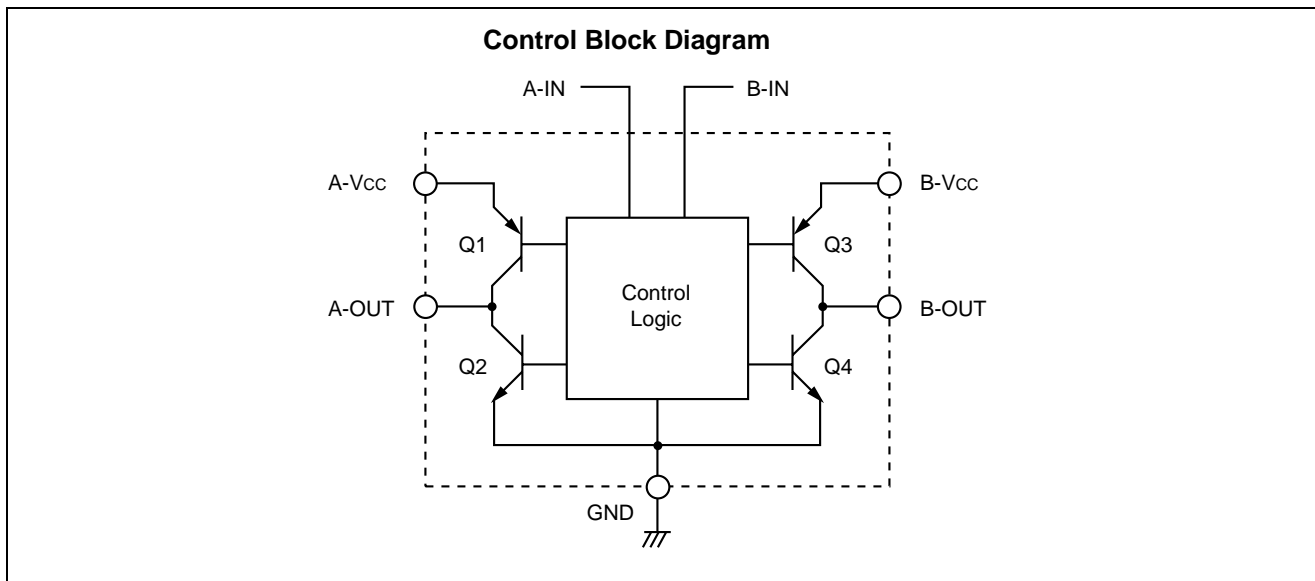 Control Block Diagram
A-IN
B-IN
A-VCC
B-VCC
Q1
Q3
Control
Logic
A-OUT
B-OUT
Q2
Q4
GND